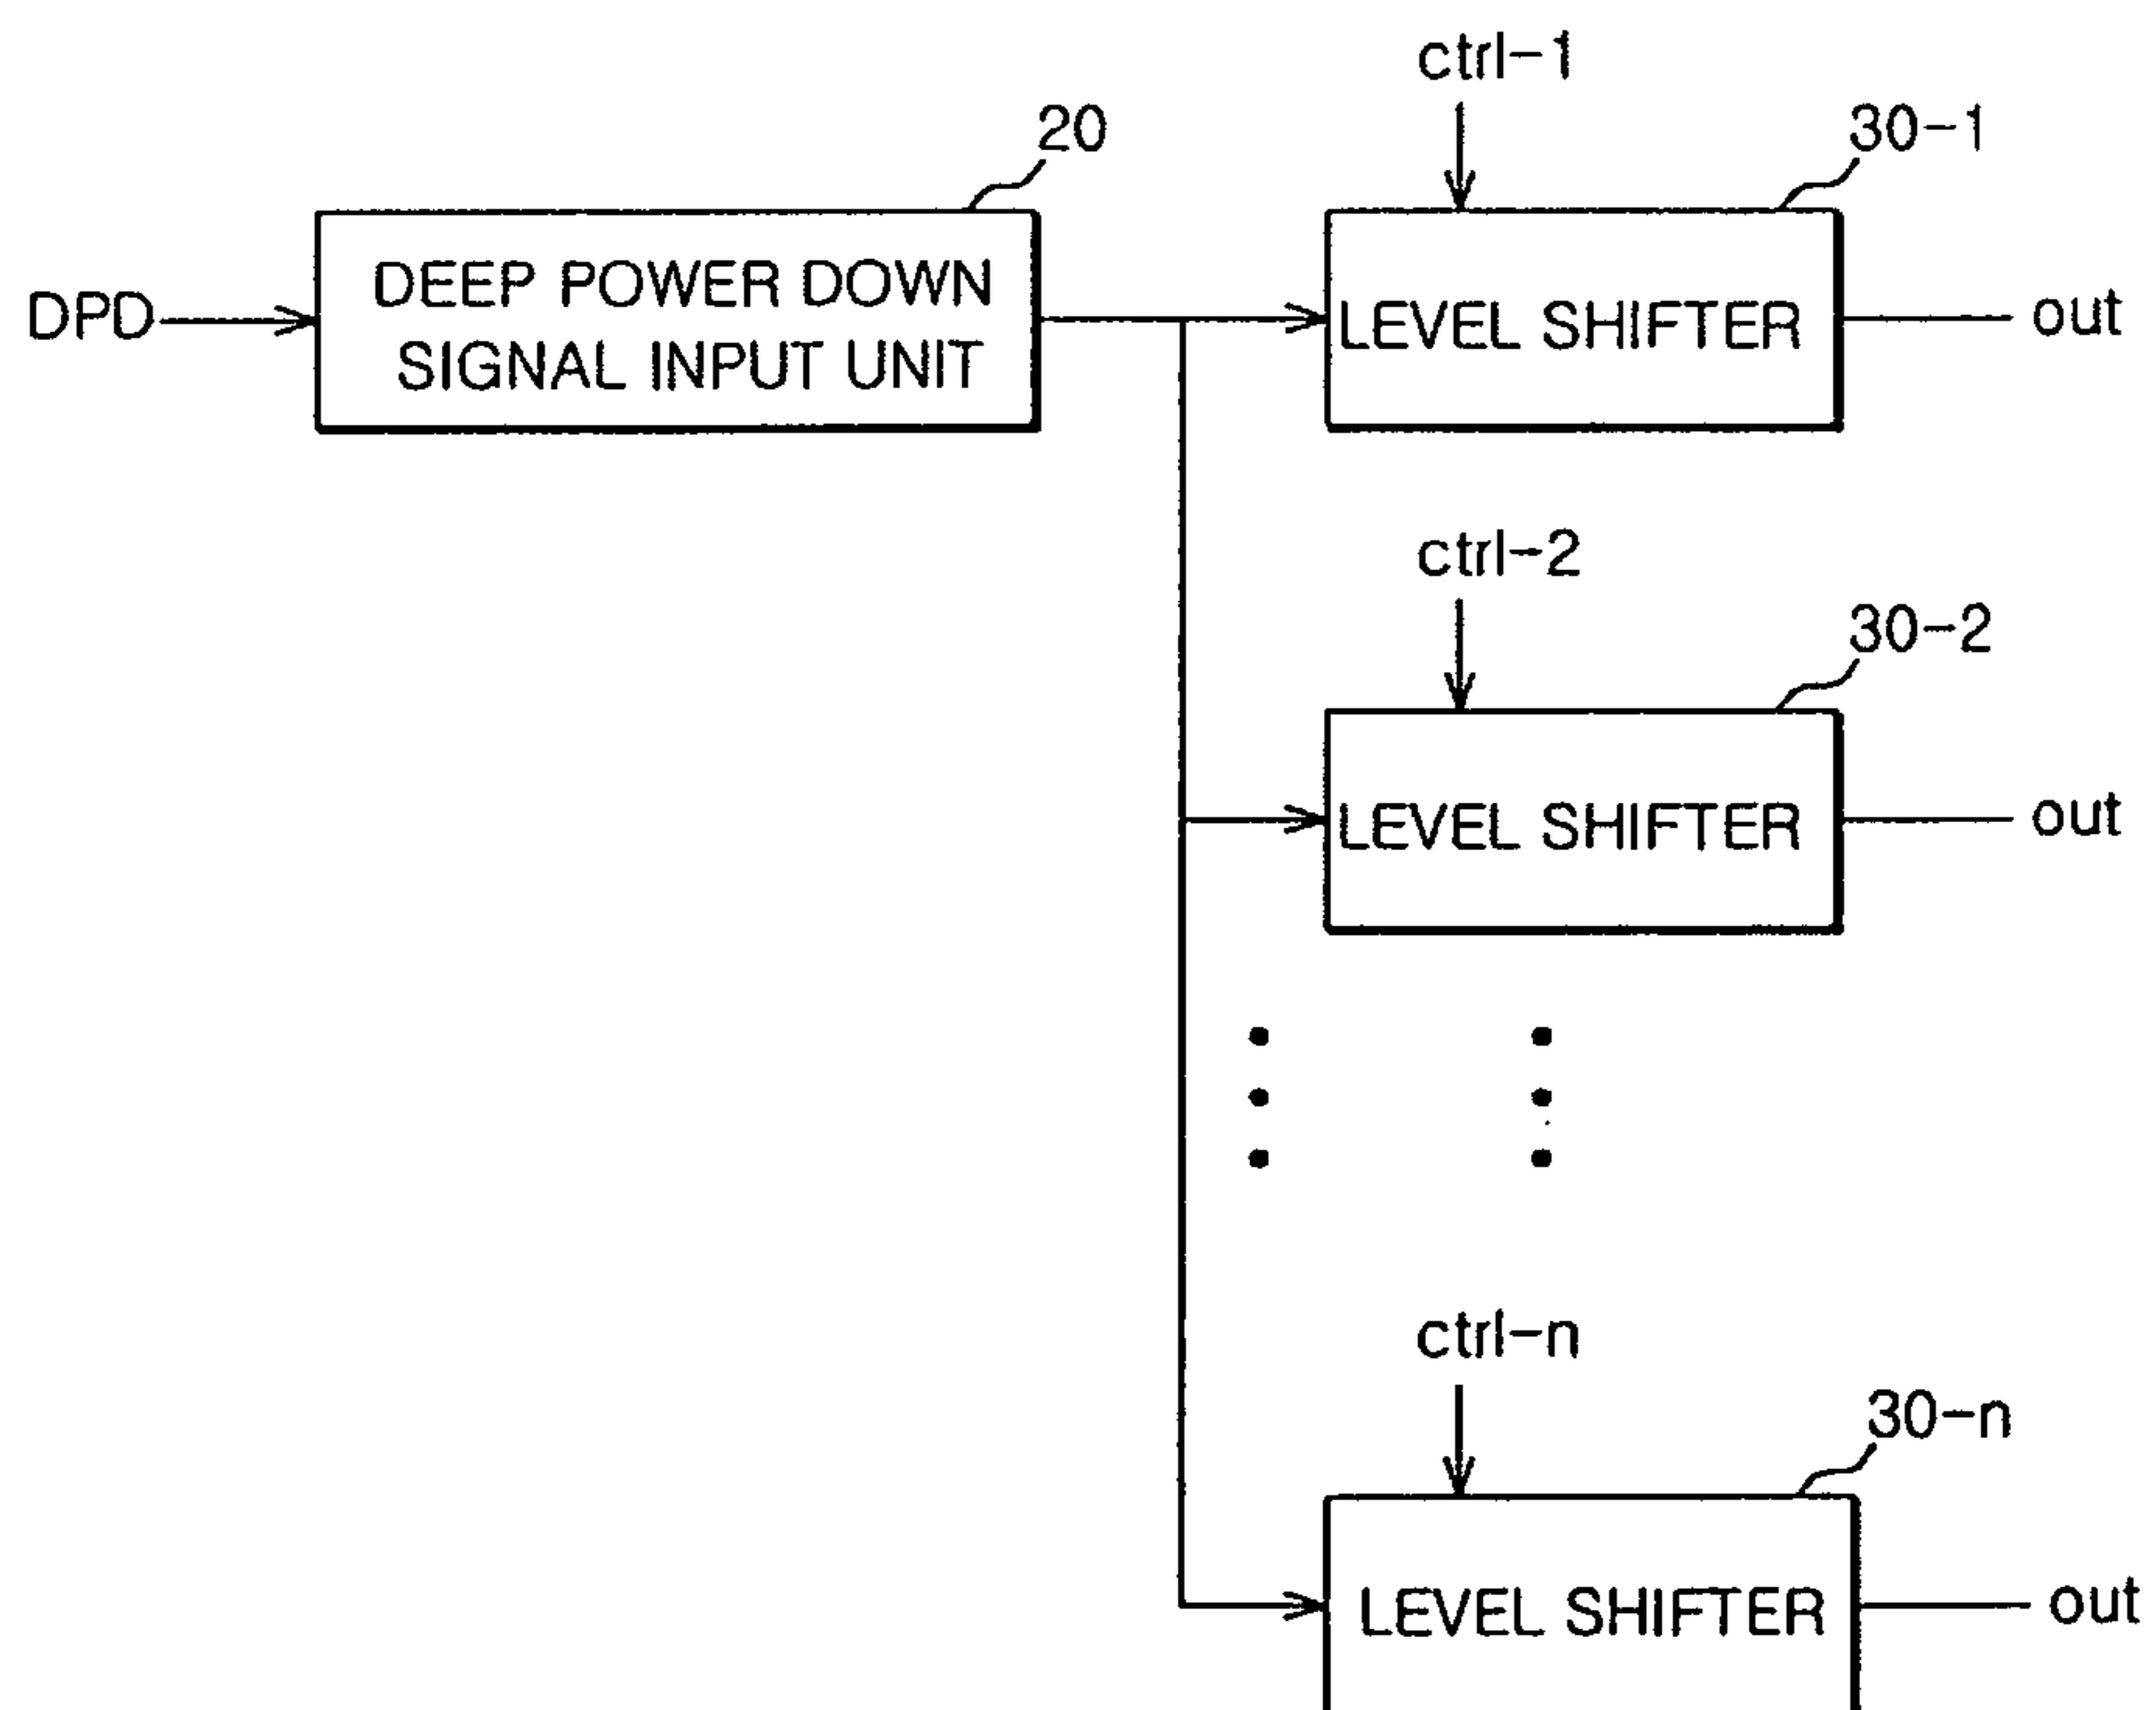 ctrl-1
20
30-1
DPD
DEEP POWER DOWN
SIGNAL INPUT UNIT
LEVEL SHIFTER
out
ctrl-2
30-2
LEVEL SHIFTER
out
ctrl-n
30-n
LEVEL SHIFTER
out